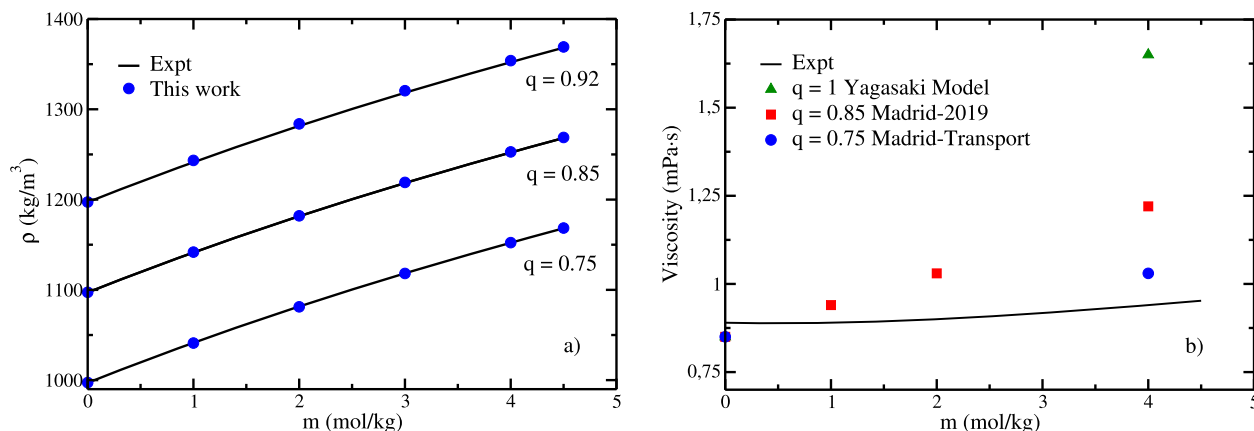 1400
1300
1200
1100
1000
ρ (kg/m³)
Expt
This work
q = 0.92
q = 0.85
q = 0.75
a)
0 1 2 3 4 5
m (mol/kg)
1,75
1,5
1,25
1
0,75
Viscosity (mPa·s)
Expt
q = 1 Yagasaki Model
q = 0.85 Madrid-2019
q = 0.75 Madrid-Transport
b)
0 1 2 3 4 5
m (mol/kg)